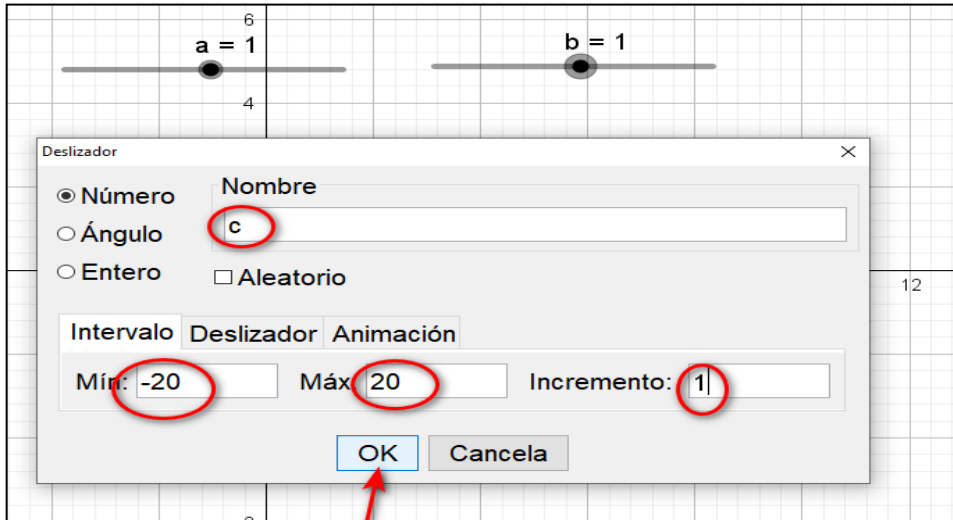 6
a = 1
b = 1
4
Deslizador
Número
Nombre
Ángulo
c
Entero
Aleatorio
12
Intervalo Deslizador Animación
Mín: -20 Máx 20 Incremento: 1
OK Cancela